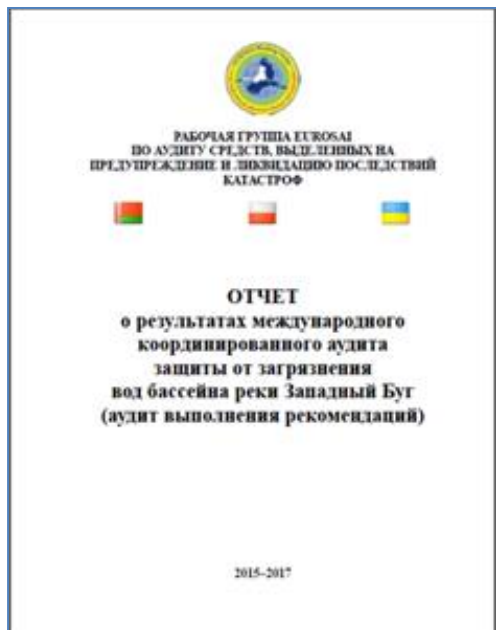 РАБОЧАЯ ГРУППА EUROSAI
ПО АУДИТУ СРЕДСТВ, ВЫДЕЛЕННЫХ НА
ПРЕДУПРЕЖДЕНИЕ И ЛИКВИДАЦИЮ ПОСЛЕДСТВИЙ
КАТАСТРОФ
ОТЧЕТ
о результатах международного
координированного аудита
защиты от загрязнения
вод бассейна реки Западный Буг
(аудит выполнения рекомендаций)
2015–2017